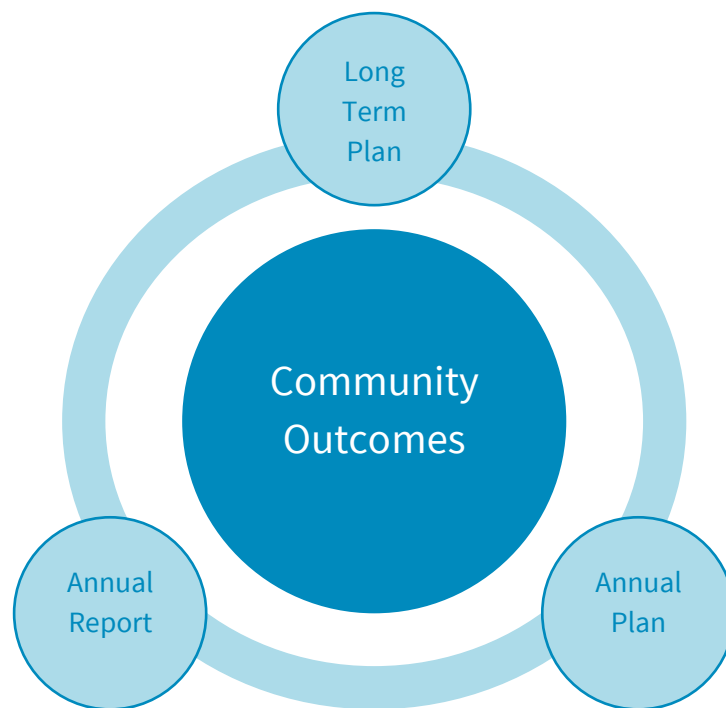 Long
Term
Plan
Community
Outcomes
Annual
Report
Annual
Plan